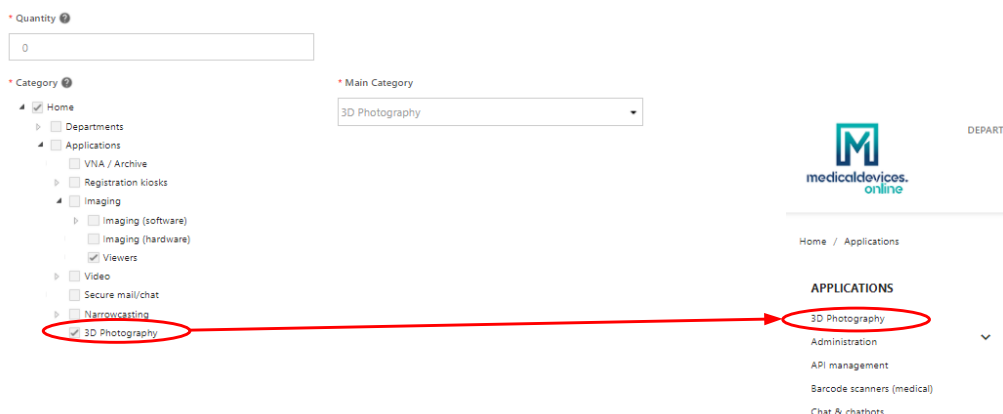 * Quantity ?
0
* Category ?
Home
Departments
Applications
VNA / Archive
Registration kiosks
Imaging
Imaging (software)
Imaging (hardware)
Viewers
Video
Secure mail/chat
Narrowcasting
3D Photography
* Main Category
3D Photography
DEPART
M
medicaldevices.
online
Home / Applications
APPLICATIONS
3D Photography
Administration
API management
Barcode scanners (medical)
Chat & chatbots